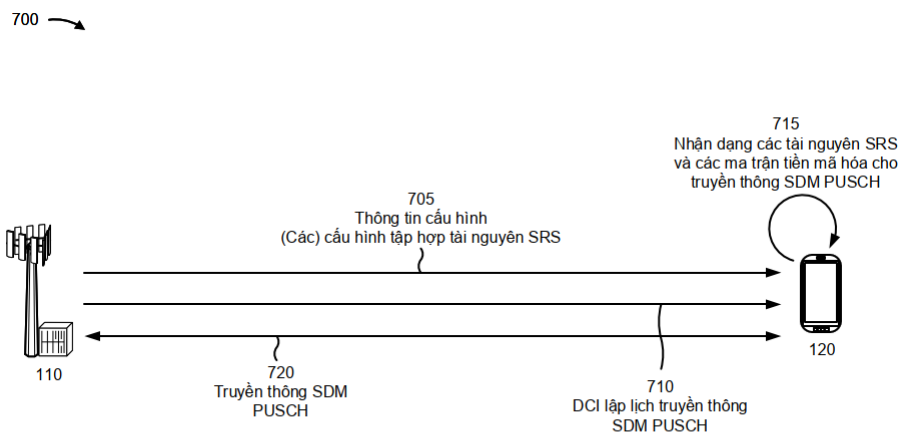 700
715
Nhận dạng các tài nguyên SRS
và các ma trận tiền mã hóa cho
truyền thông SDM PUSCH
705
Thông tin cấu hình
(Các) cấu hình tập hợp tài nguyên SRS
110
120
720
Truyền thông SDM
PUSCH
710
DCI lập lịch truyền thông
SDM PUSCH